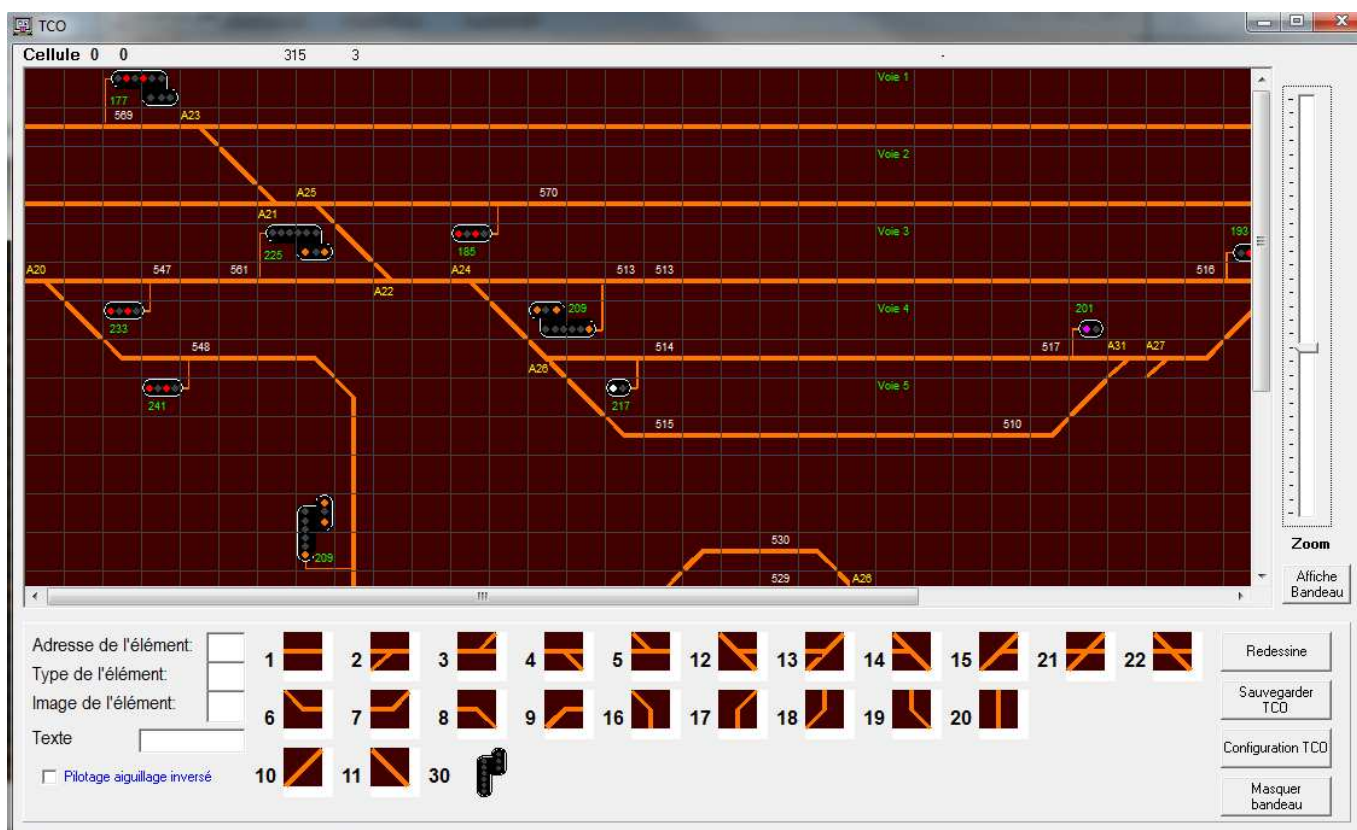 TCO
Cellule 0 0 315 3 -
Voie 1
177
569 A23
Voie 2
A25 570
A21
Voie 3 193
225 185
A20 547 561 A24 513 513 516
A22
209 Voie 4 201
233
548 514 517 A31 A27
A26
Voie 5
241 217
515 510
530
209
529 A26
Zoom
Affiche
Bandeau
Adresse de l'élément:
Type de l'élément:
Image de l'élément:
Texte
Pilotage aiguillage inversé
1 2 3 4 5 12 13 14 15 21 22
6 7 8 9 16 17 18 19 20
10 11 30
Redessine
Sauvegarder
TCO
Configuration TCO
Masquer
bandeau